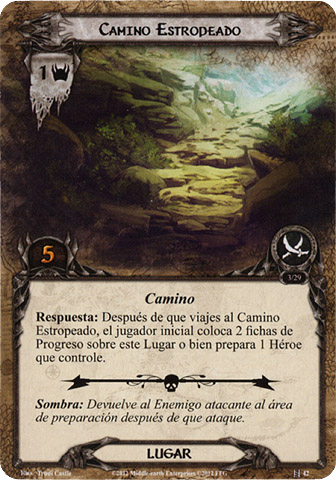 Camino Estropeado
1
5
3/29
Camino
Respuesta: Después de que viajes al Camino
Estropeado, el jugador inicial coloca 2 fichas de
Progreso sobre este Lugar o bien prepara 1 Héroe
que controle.
Sombra: Devuelve al Enemigo atacante al área
de preparación después de que ataque.
LUGAR
©2012 Middle-earth Enterprises ©2012 FFG
42